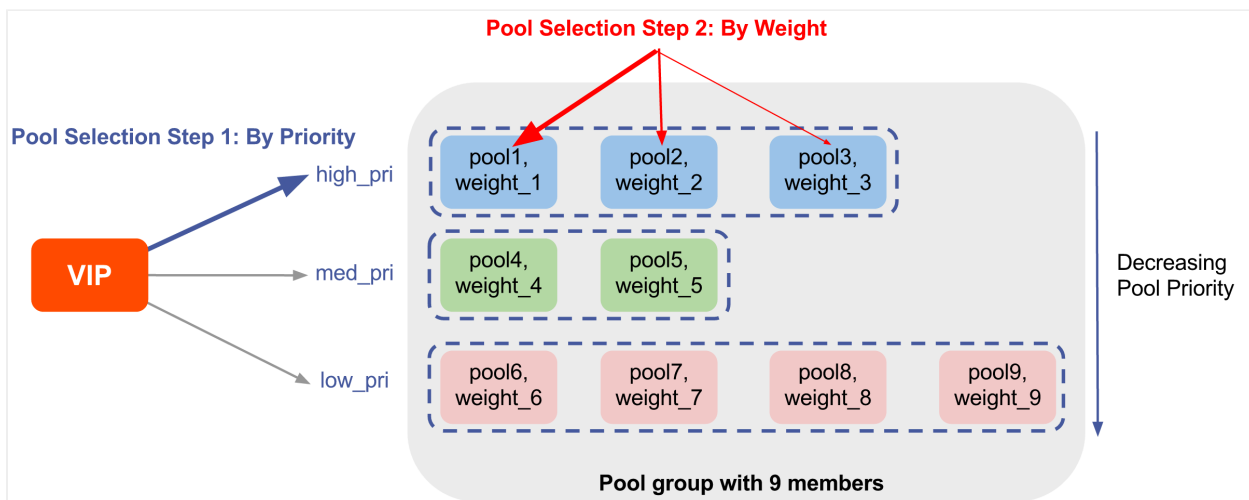 Pool Selection Step 2: By Weight
Pool Selection Step 1: By Priority
high_pri
pool1,
weight_1
pool2,
weight_2
pool3,
weight_3
VIP
med_pri
pool4,
weight_4
pool5,
weight_5
Decreasing
Pool Priority
low_pri
pool6,
weight_6
pool7,
weight_7
pool8,
weight_8
pool9,
weight_9
Pool group with 9 members